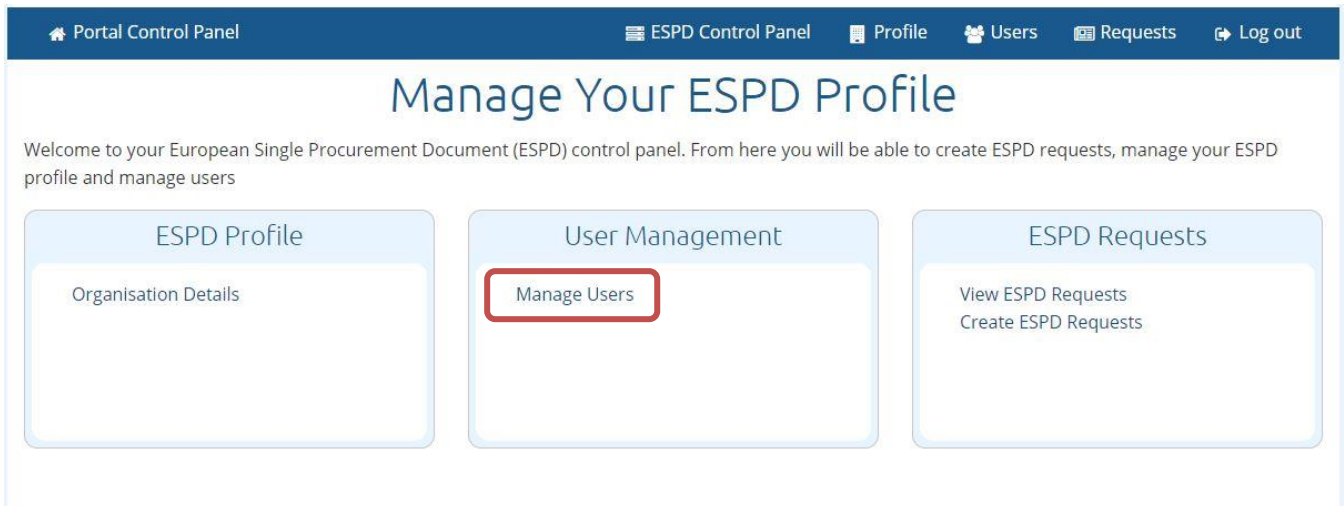 Portal Control Panel
ESPD Control Panel
Profile
Users
Requests
Log out
Manage Your ESPD Profile
Welcome to your European Single Procurement Document (ESPD) control panel. From here you will be able to create ESPD requests, manage your ESPD
profile and manage users
ESPD Profile
Organisation Details
User Management
Manage Users
ESPD Requests
View ESPD Requests
Create ESPD Requests